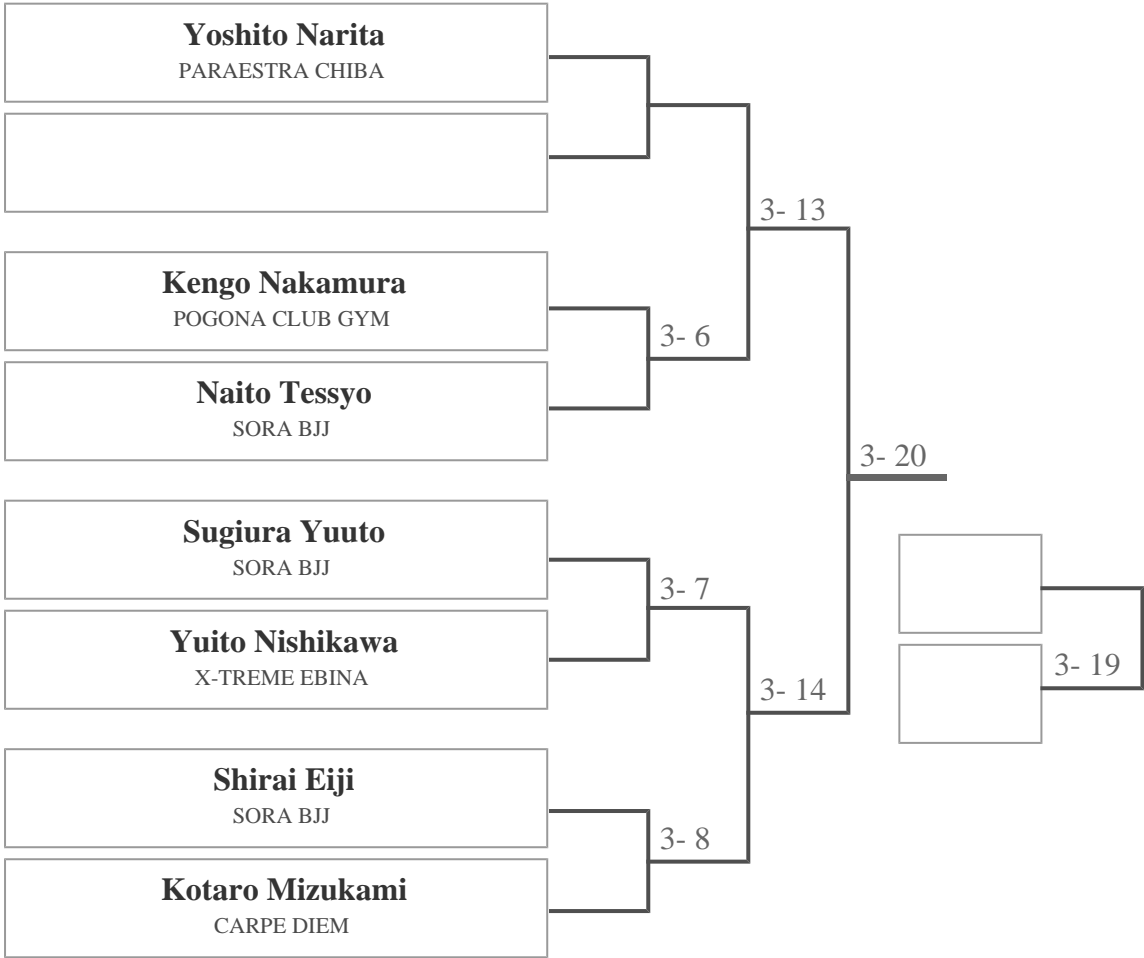 Yoshito Narita
PARAESTRA CHIBA
3- 13
Kengo Nakamura
POGONA CLUB GYM
3- 6
Naito Tessyo
SORA BJJ
3- 20
Sugiura Yuuto
SORA BJJ
3- 7
Yuito Nishikawa
X-TREME EBINA
3- 19
3- 14
Shirai Eiji
SORA BJJ
3- 8
Kotaro Mizukami
CARPE DIEM